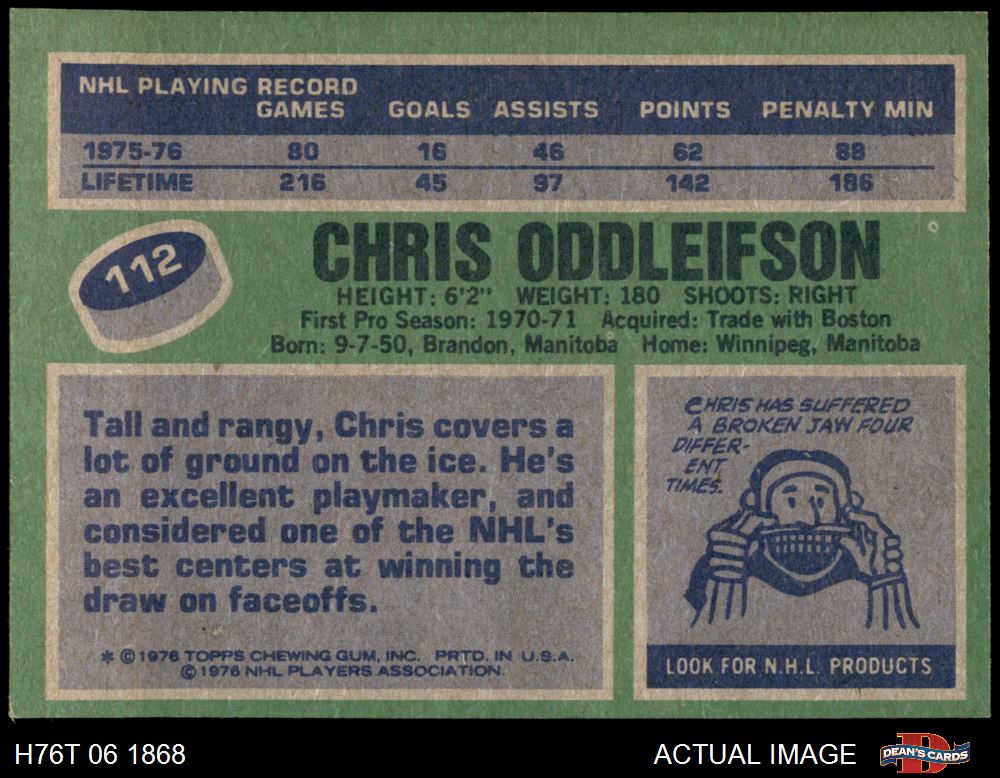 NHL PLAYING RECORD
GAMES GOALS ASSISTS POINTS PENALTY MIN
1975-76 80 16 46 62 88
LIFETIME 216 45 97 142 186
112
CHRIS ODDLEIFSON
HEIGHT: 6'2" WEIGHT: 180 SHOOTS: RIGHT
First Pro Season: 1970-71 Acquired: Trade with Boston
Born: 9-7-50, Brandon, Manitoba Home: Winnipeg, Manitoba
Tall and rangy, Chris covers a
lot of ground on the ice. He's
an excellent playmaker, and
considered one of the NHL's
best centers at winning the
draw on faceoffs.
* © 1976 TOPPS CHEWING GUM, INC. PRTD. IN U.S.A.
© 1976 NHL PLAYERS ASSOCIATION.
CHRIS HAS SUFFERED
A BROKEN JAW FOUR
DIFFER-
ENT
TIMES.
LOOK FOR N.H.L. PRODUCTS
H76T 06 1868 ACTUAL IMAGE DEAN'S CARDS